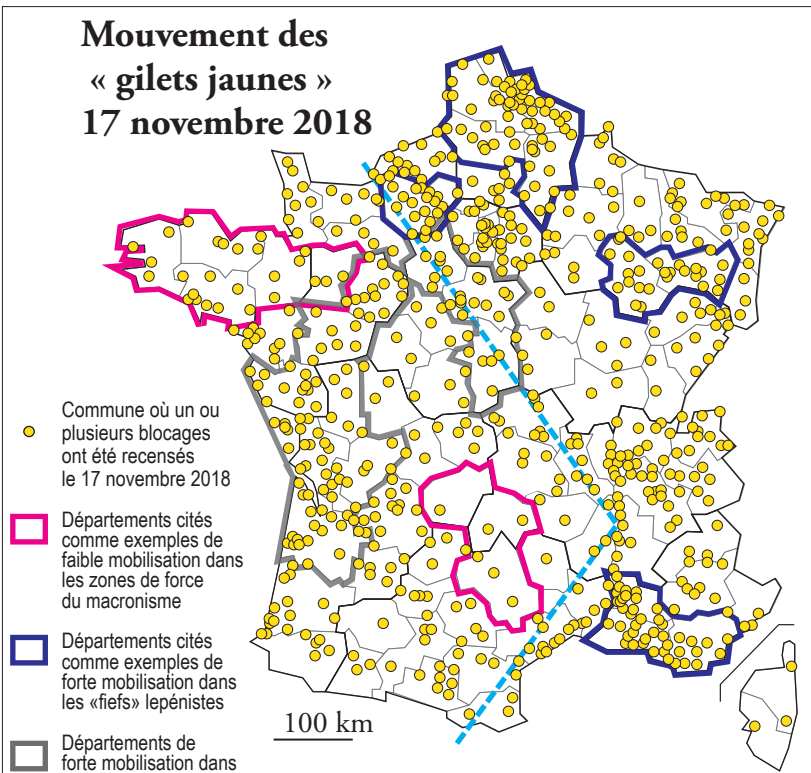 Mouvement des
« gilets jaunes »
17 novembre 2018
Commune où un ou
plusieurs blocages
ont été recensés
le 17 novembre 2018
Départements cités
comme exemples de
faible mobilisation dans
les zones de force
du macronisme
Départements cités
comme exemples de
forte mobilisation dans
les «fiefs» lepénistes
Départements de
forte mobilisation dans
100 km